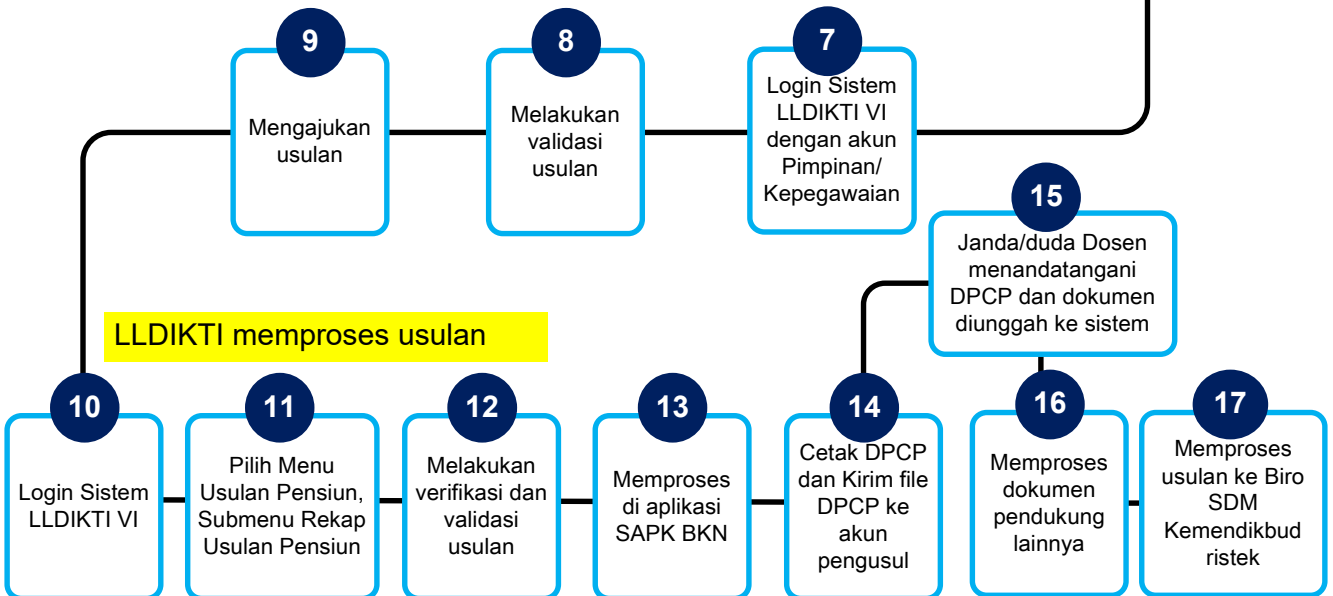 9
Mengajukan
usulan
8
Melakukan
validasi
usulan
7
Login Sistem
LLDIKTI VI
dengan akun
Pimpinan/
Kepegawaian
15
Janda/duda Dosen
menandatangani
DPCP dan dokumen
diunggah ke sistem
LLDIKTI memproses usulan
10
Login Sistem
LLDIKTI VI
11
Pilih Menu
Usulan Pensiun,
Submenu Rekap
Usulan Pensiun
12
Melakukan
verifikasi dan
validasi
usulan
13
Memproses
di aplikasi
SAPK BKN
14
Cetak DPCP
dan Kirim file
DPCP ke
akun
pengusul
16
Memproses
dokumen
pendukung
lainnya
17
Memproses
usulan ke Biro
SDM
Kemendikbud
ristek